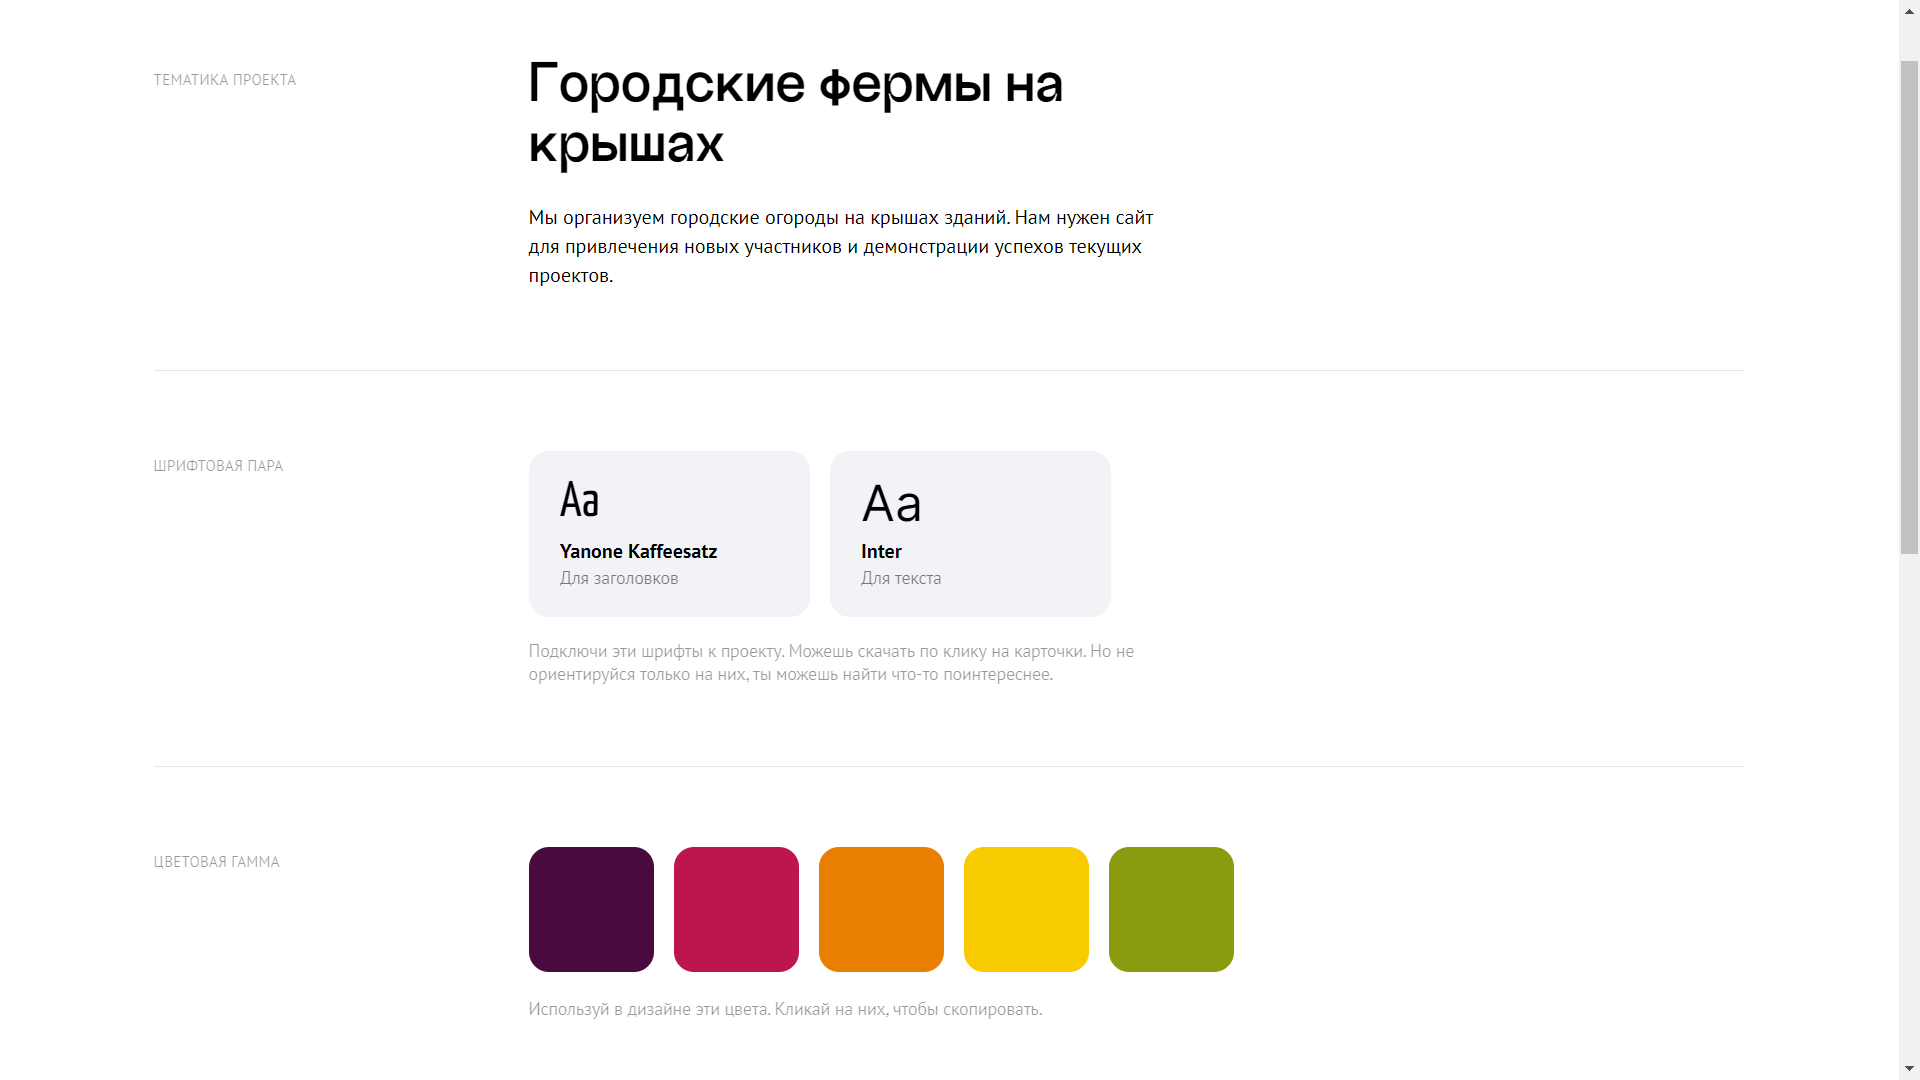 ТЕМАТИКА ПРОЕКТА
Городские фермы на
крышах
Мы организуем городские огороды на крышах зданий. Нам нужен сайт
для привлечения новых участников и демонстрации успехов текущих
проектов.
ШРИФТОВАЯ ПАРА
Aa
Yanone Kaffeesatz
Для заголовков
Aa
Inter
Для текста
Подключи эти шрифты к проекту. Можешь скачать по клику на карточки. Но не
ориентируйся только на них, ты можешь найти что-то поинтереснее.
ЦВЕТОВАЯ ГАММА
Используй в дизайне эти цвета. Кликай на них, чтобы скопировать.